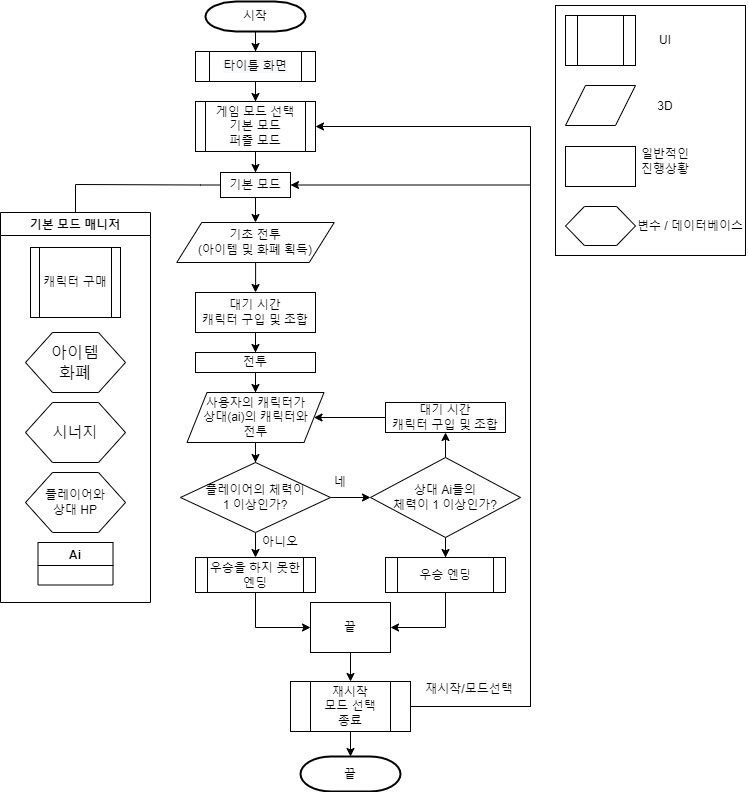 시작
타이틀 화면
게임 모드 선택
기본 모드
퍼즐 모드
기본 모드
기초 전투
(아이템 및 화폐 획득)
대기 시간
캐릭터 구입 및 조합
전투
사용자의 캐릭터가
상대(ai)의 캐릭터와
전투
대기 시간
캐릭터 구입 및 조합
플레이어의 체력이
1 이상인가?
네
상대 Ai들의
체력이 1 이상인가?
아니오
우승을 하지 못한
엔딩
우승 엔딩
끝
재시작
모드 선택
종료
재시작/모드선택
끝
기본 모드 매니저
캐릭터 구매
아이템
화폐
시너지
플레이어와
상대 HP
Ai
UI
3D
일반적인
진행상황
변수 / 데이터베이스